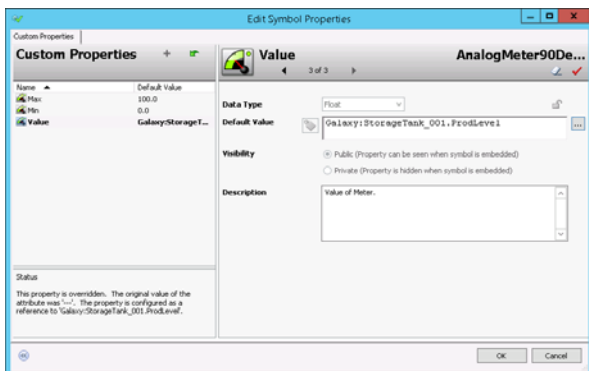 Edit Symbol Properties
Custom Properties
Custom Properties
Value
AnalogMeter90De...
3 of 3
Name
Default Value
Max
100.0
Min
0.0
Value
Galaxy:StorageT...
Data Type
Float
Default Value
Galaxy:StorageTank_001.ProdLevel
...
Visibility
Public (Property can be seen when symbol is embedded)
Private (Property is hidden when symbol is embedded)
Description
Value of Meter.
Status
This property is overridden. The original value of the
attribute was '---'. The property is configured as a
reference to 'Galaxy:StorageTank_001.ProdLevel'.
OK
Cancel